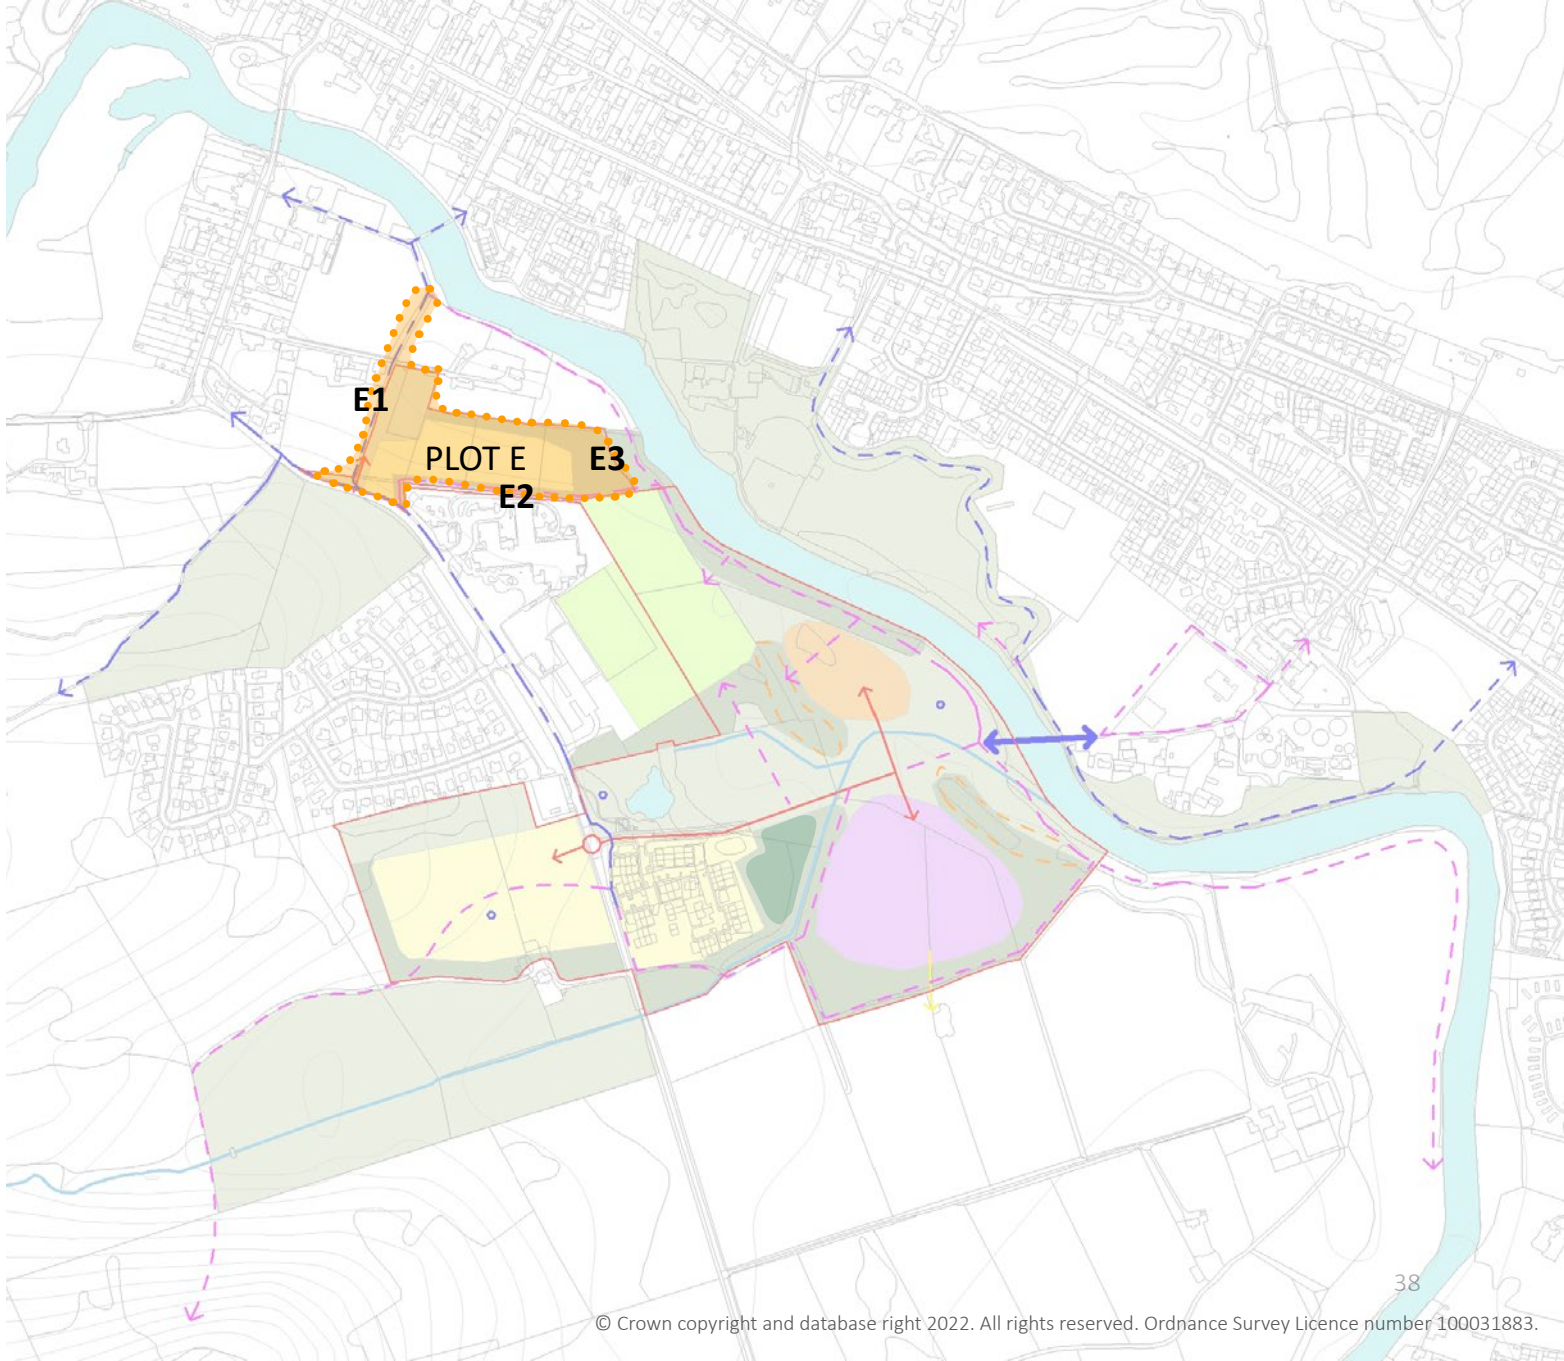 E1
PLOT E
E3
E2
38
© Crown copyright and database right 2022. All rights reserved. Ordnance Survey Licence number 100031883.